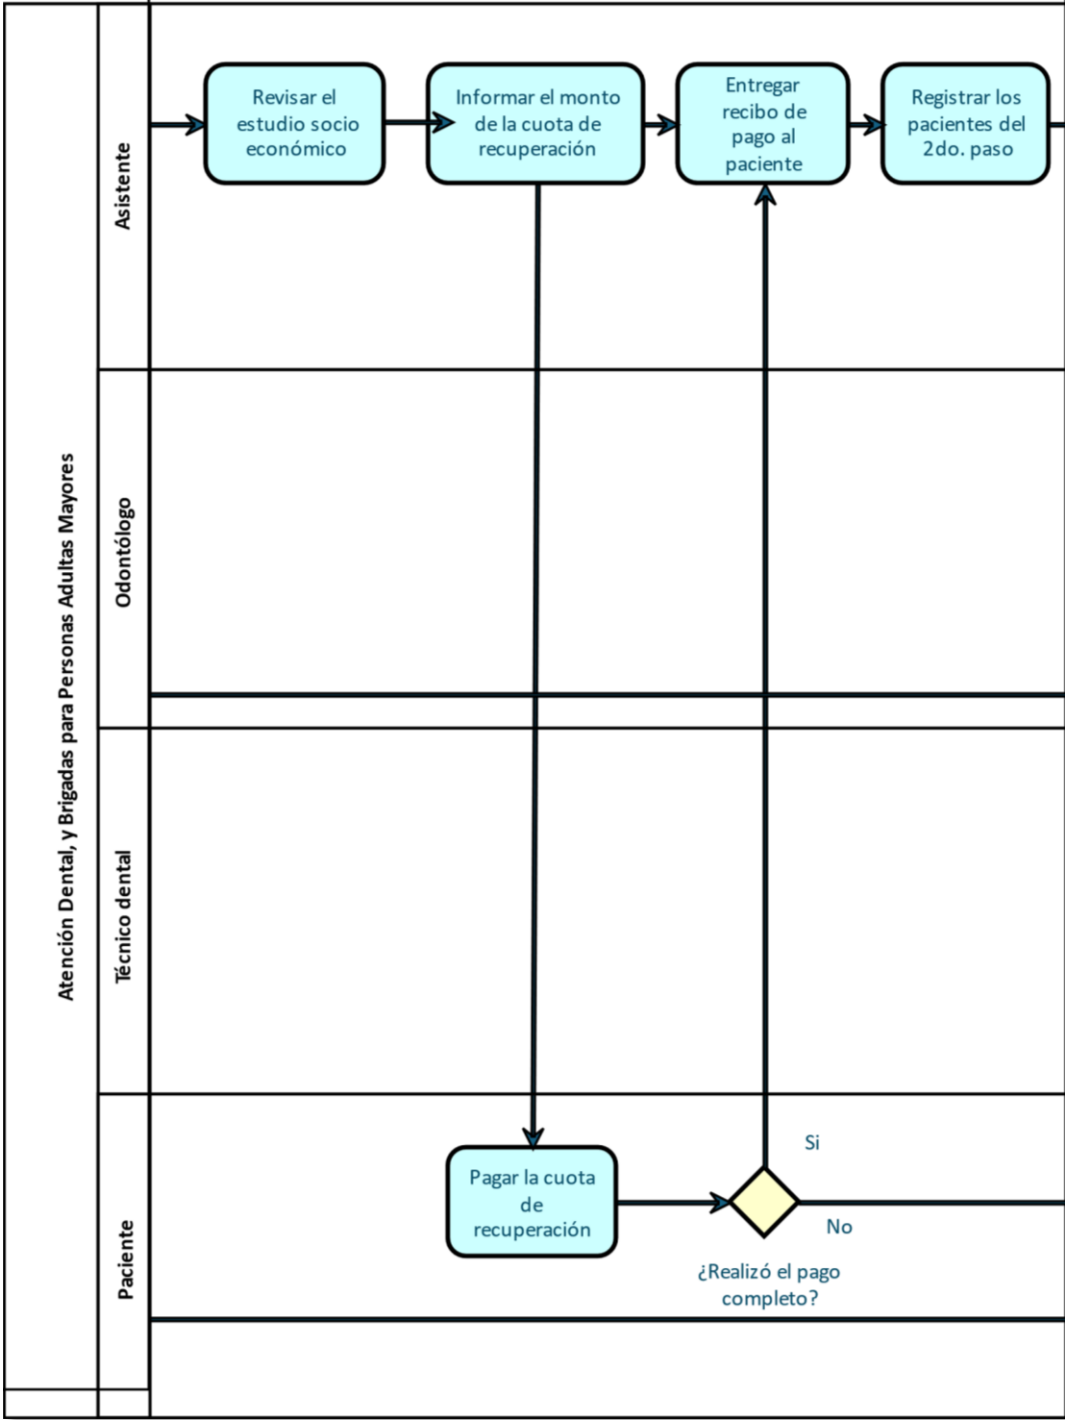 Atención Dental, y Brigadas para Personas Adultas Mayores
Asistente
Revisar el
estudio socio
económico
Informar el monto
de la cuota de
recuperación
Entregar
recibo de
pago al
paciente
Registrar los
pacientes del
2do. paso
Odontólogo
Técnico dental
Paciente
Pagar la cuota
de
recuperación
Si
No
¿Realizó el pago
completo?